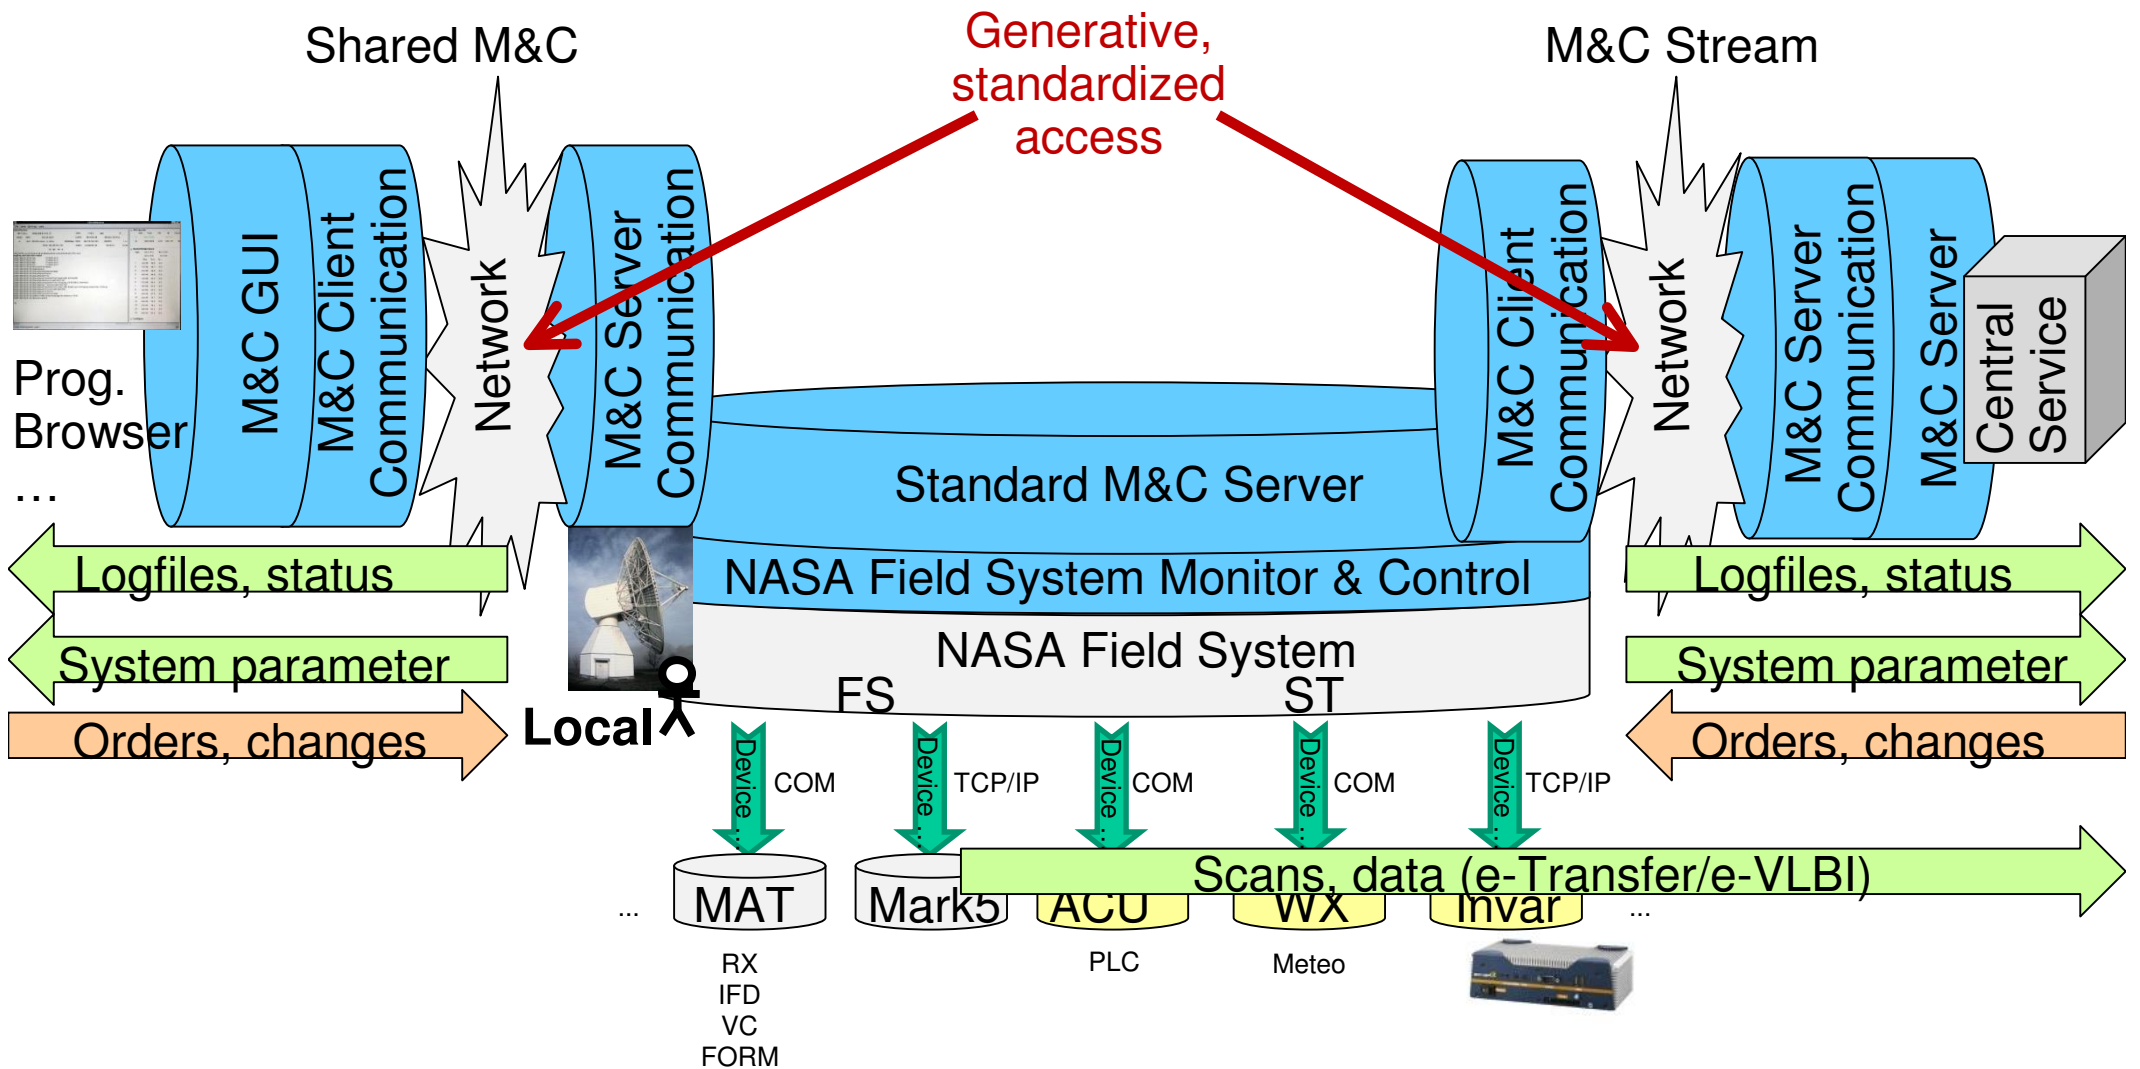 Shared M&C
Generative,
standardized
access
M&C Stream
M&C GUI
M&C Client
Communication
Network
M&C Server
Communication
M&C Client
Communication
Network
M&C Server
Communication
M&C Server
Central
Service
Prog.
Browser
...
Standard M&C Server
NASA Field System Monitor & Control
NASA Field System
FS
ST
Logfiles, status
System parameter
Orders, changes
Local
Logfiles, status
System parameter
Orders, changes
Device ...
COM
Device ...
TCP/IP
Device ...
COM
Device ...
COM
Device ...
TCP/IP
Scans, data (e-Transfer/e-VLBI)
...
MAT
Mark5
ACU
WX
Invar
...
RX
IFD
VC
FORM
PLC
Meteo